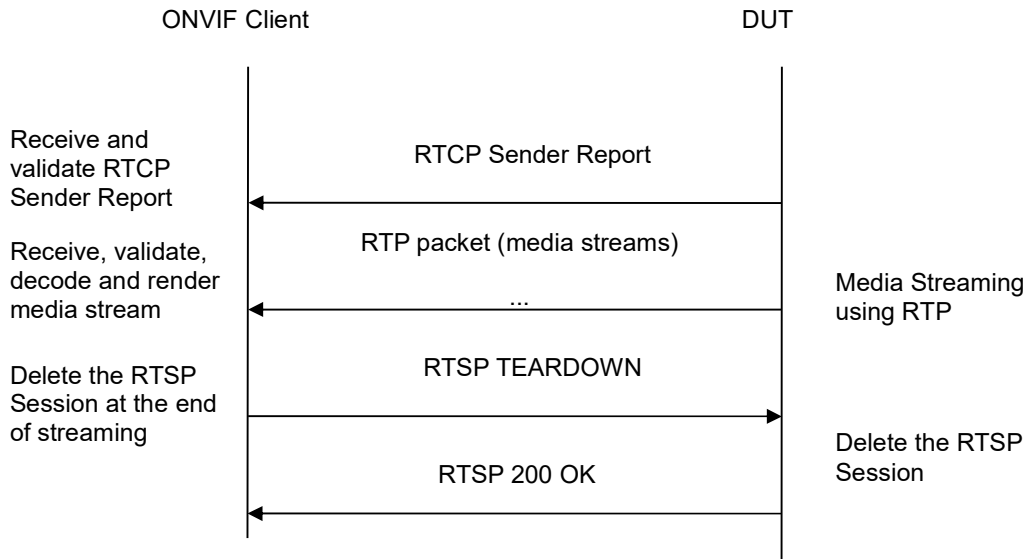 ONVIF Client
DUT
Receive and
validate RTCP
Sender Report
RTCP Sender Report
Receive, validate,
decode and render
media stream
RTP packet (media streams)
...
Media Streaming
using RTP
Delete the RTSP
Session at the end
of streaming
RTSP TEARDOWN
Delete the RTSP
Session
RTSP 200 OK